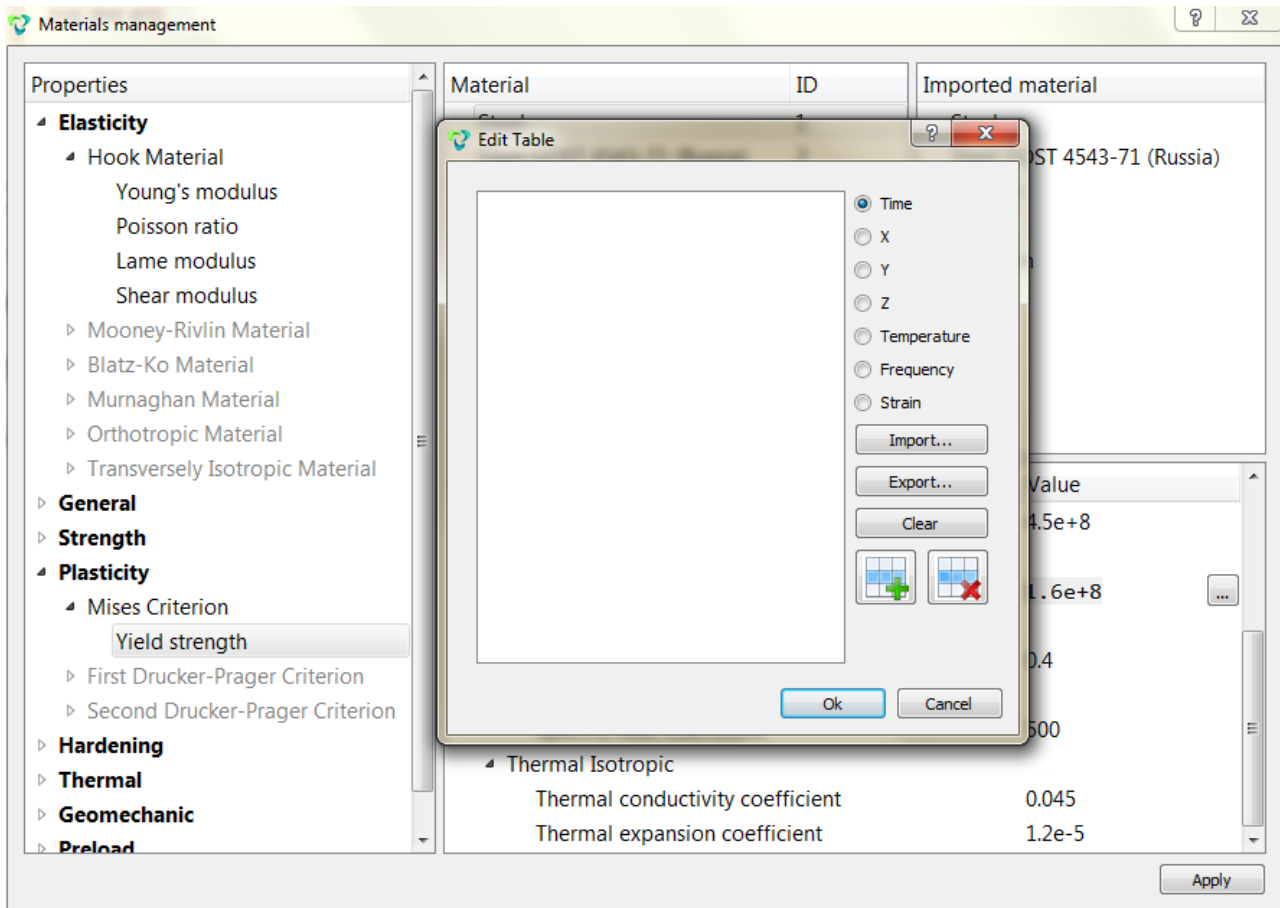 Materials management
Properties
Elasticity
Hook Material
Young's modulus
Poisson ratio
Lame modulus
Shear modulus
Mooney-Rivlin Material
Blatz-Ko Material
Murnaghan Material
Orthotropic Material
Transversely Isotropic Material
General
Strength
Plasticity
Mises Criterion
Yield strength
First Drucker-Prager Criterion
Second Drucker-Prager Criterion
Hardening
Thermal
Geomechanic
Preload
Material ID
Imported material
OST 4543-71 (Russia)
Edit Table
Time
X
Y
Z
Temperature
Frequency
Strain
Import...
Export...
Clear
Ok Cancel
Value
4.5e+8
1.6e+8 ...
0.4
500
Thermal Isotropic
Thermal conductivity coefficient 0.045
Thermal expansion coefficient 1.2e-5
Apply